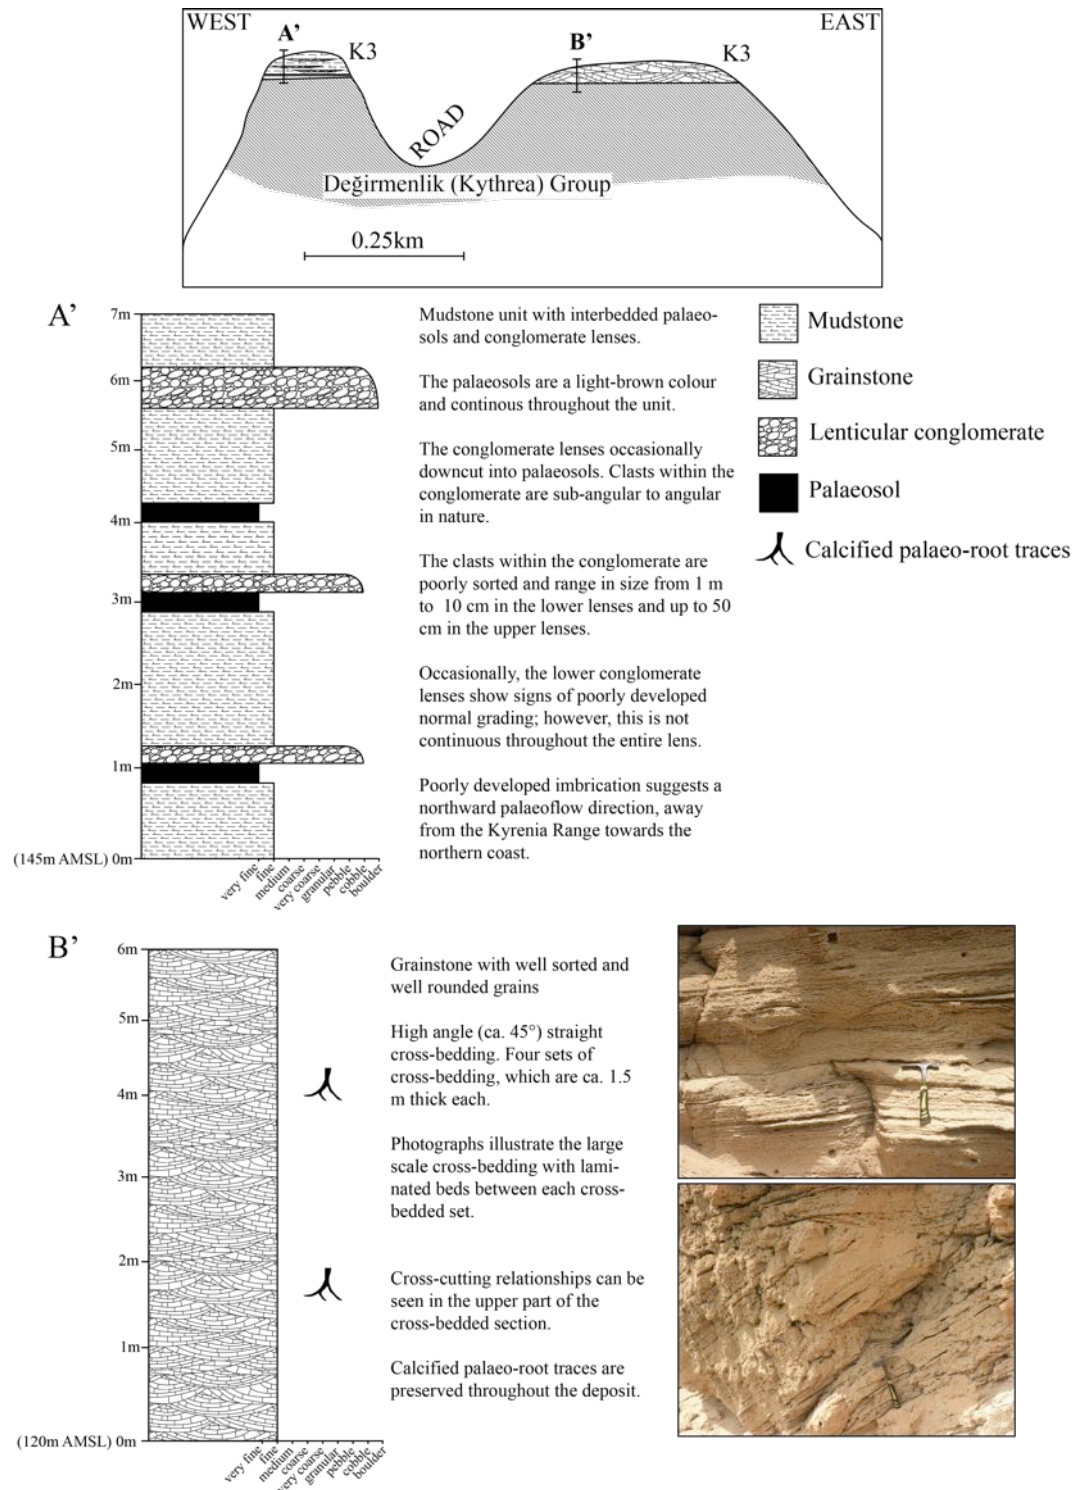 WEST
EAST
A’
K3
B’
K3
ROAD
Değirmenlik (Kythrea) Group
0.25km
A’
7m
6m
5m
4m
3m
2m
1m
(145m AMSL) 0m
very fine
fine
medium
coarse
very coarse
granular
pebble
cobble
boulder
Mudstone unit with interbedded palaeo-
sols and conglomerate lenses.
The palaeosols are a light-brown colour
and continous throughout the unit.
The conglomerate lenses occasionally
downcut into palaeosols. Clasts within the
conglomerate are sub-angular to angular
in nature.
The clasts within the conglomerate are
poorly sorted and range in size from 1 m
to 10 cm in the lower lenses and up to 50
cm in the upper lenses.
Occasionally, the lower conglomerate
lenses show signs of poorly developed
normal grading; however, this is not
continuous throughout the entire lens.
Poorly developed imbrication suggests a
northward palaeoflow direction, away
from the Kyrenia Range towards the
northern coast.
Mudstone
Grainstone
Lenticular conglomerate
Palaeosol
Calcified palaeo-root traces
B’
6m
5m
4m
3m
2m
1m
(120m AMSL) 0m
very fine
fine
medium
coarse
very coarse
granular
pebble
cobble
boulder
Grainstone with well sorted and
well rounded grains
High angle (ca. 45°) straight
cross-bedding. Four sets of
cross-bedding, which are ca. 1.5
m thick each.
Photographs illustrate the large
scale cross-bedding with lami-
nated beds between each cross-
bedded set.
Cross-cutting relationships can be
seen in the upper part of the
cross-bedded section.
Calcified palaeo-root traces are
preserved throughout the deposit.